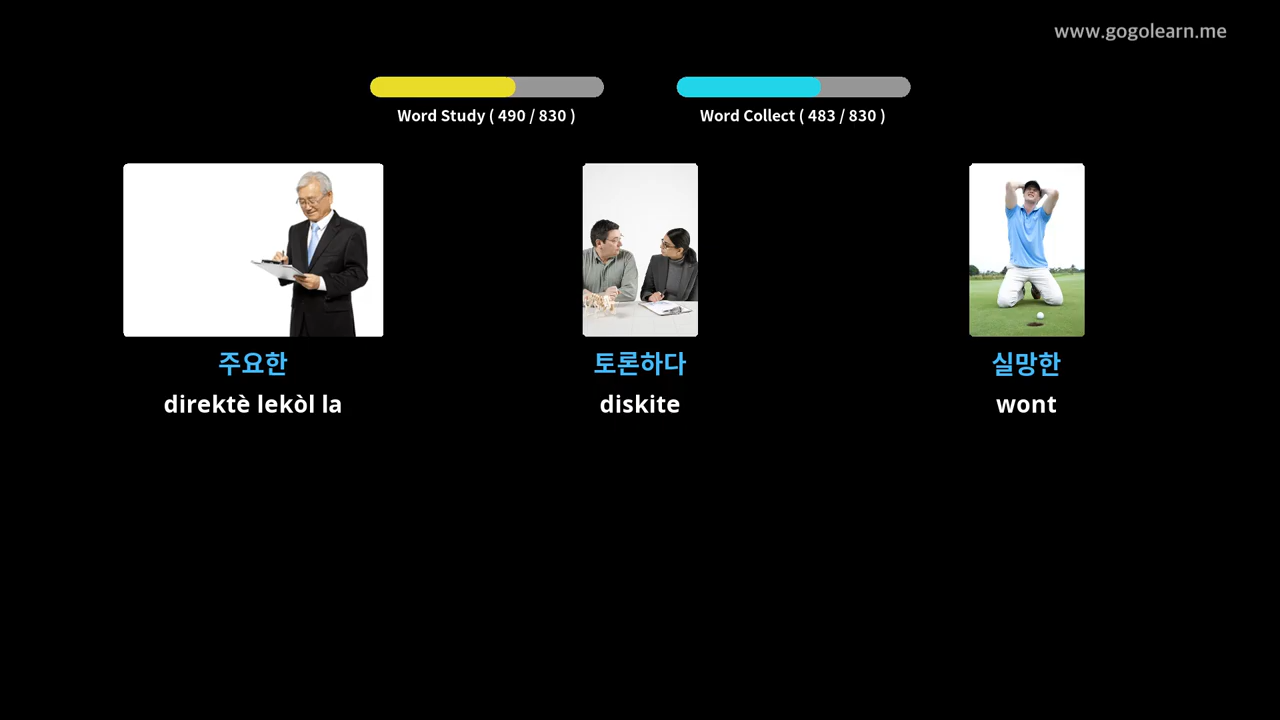 www.gogolearn.me
Word Study ( 490 / 830 )
Word Collect ( 483 / 830 )
주요한
토론하다
실망한
direktè lekòl la
diskite
wont